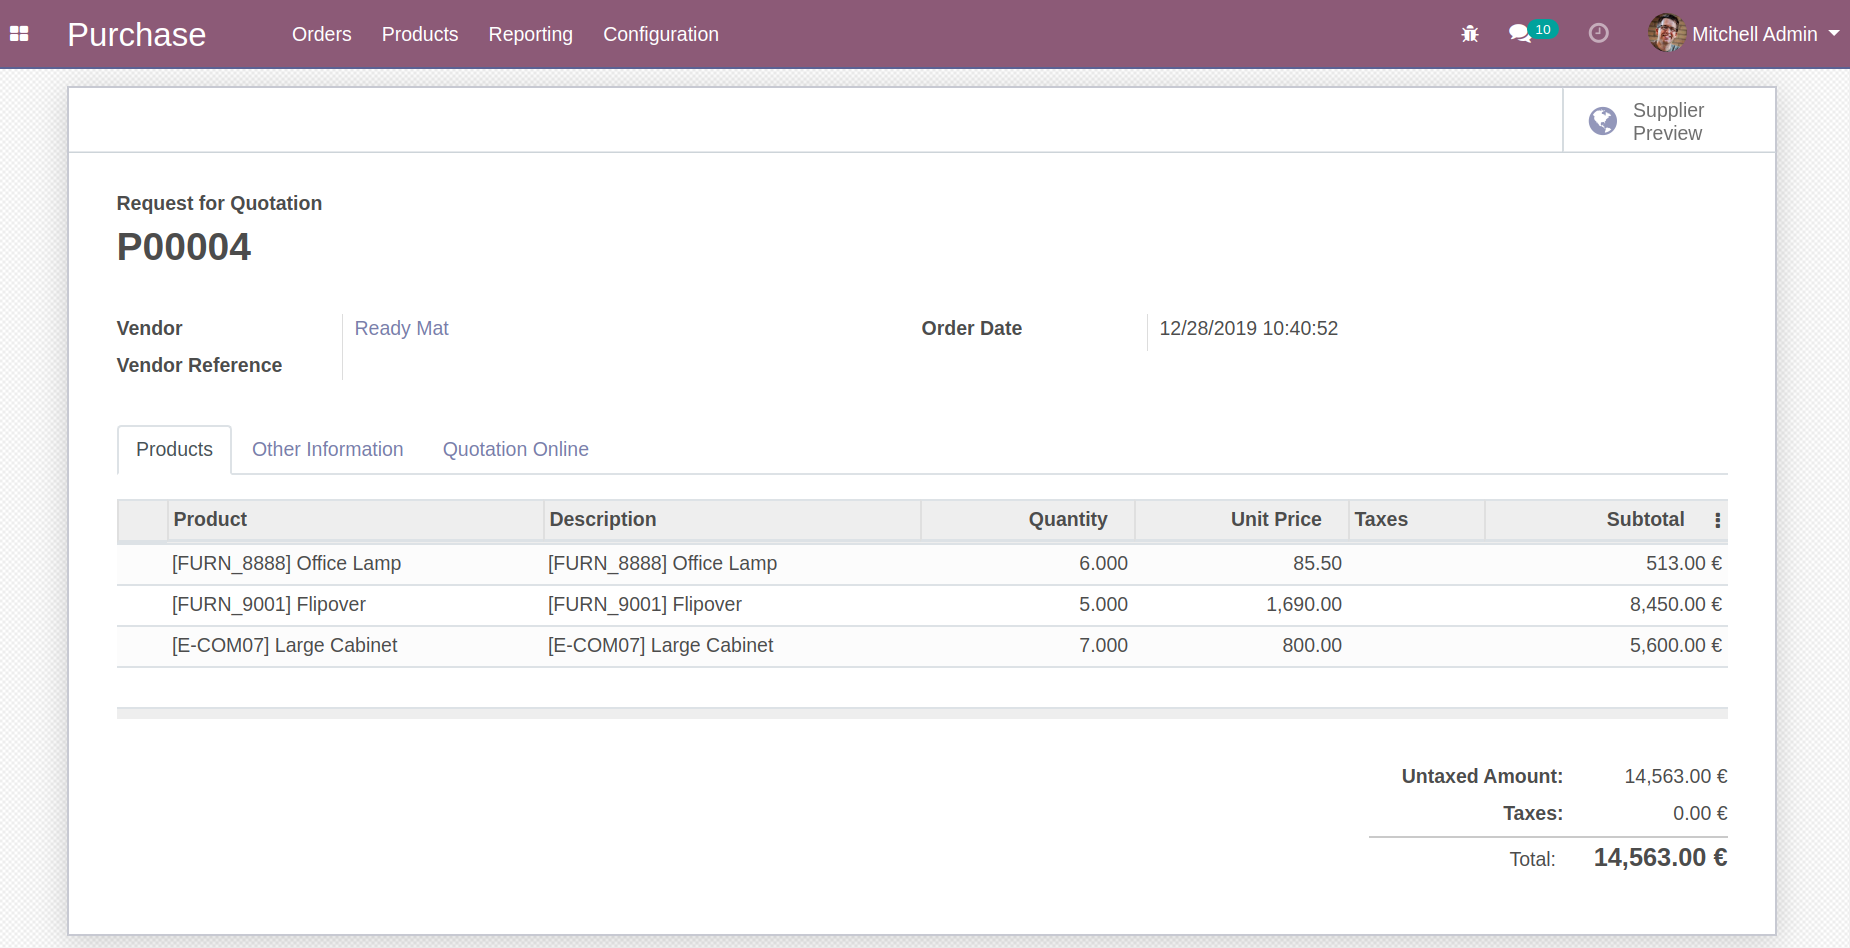 Purchase Orders Products Reporting Configuration 10 Mitchell Admin
Supplier
Preview
Request for Quotation
P00004
Vendor Ready Mat Order Date 12/28/2019 10:40:52
Vendor Reference
Products Other Information Quotation Online
Product Description Quantity Unit Price Taxes Subtotal
[FURN_8888] Office Lamp [FURN_8888] Office Lamp 6.000 85.50 513.00 €
[FURN_9001] Flipover [FURN_9001] Flipover 5.000 1,690.00 8,450.00 €
[E-COM07] Large Cabinet [E-COM07] Large Cabinet 7.000 800.00 5,600.00 €
Untaxed Amount: 14,563.00 €
Taxes: 0.00 €
Total: 14,563.00 €